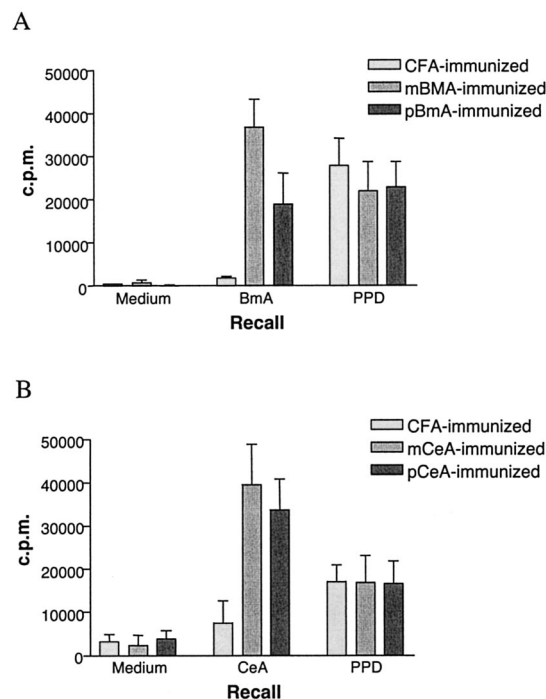 A
CFA-immunized
mBMA-immunized
pBmA-immunized
50000
40000
30000
20000
10000
0
c.p.m.
Medium BmA PPD
Recall
B
CFA-immunized
mCeA-immunized
pCeA-immunized
50000
40000
30000
20000
10000
0
c.p.m.
Medium CeA PPD
Recall